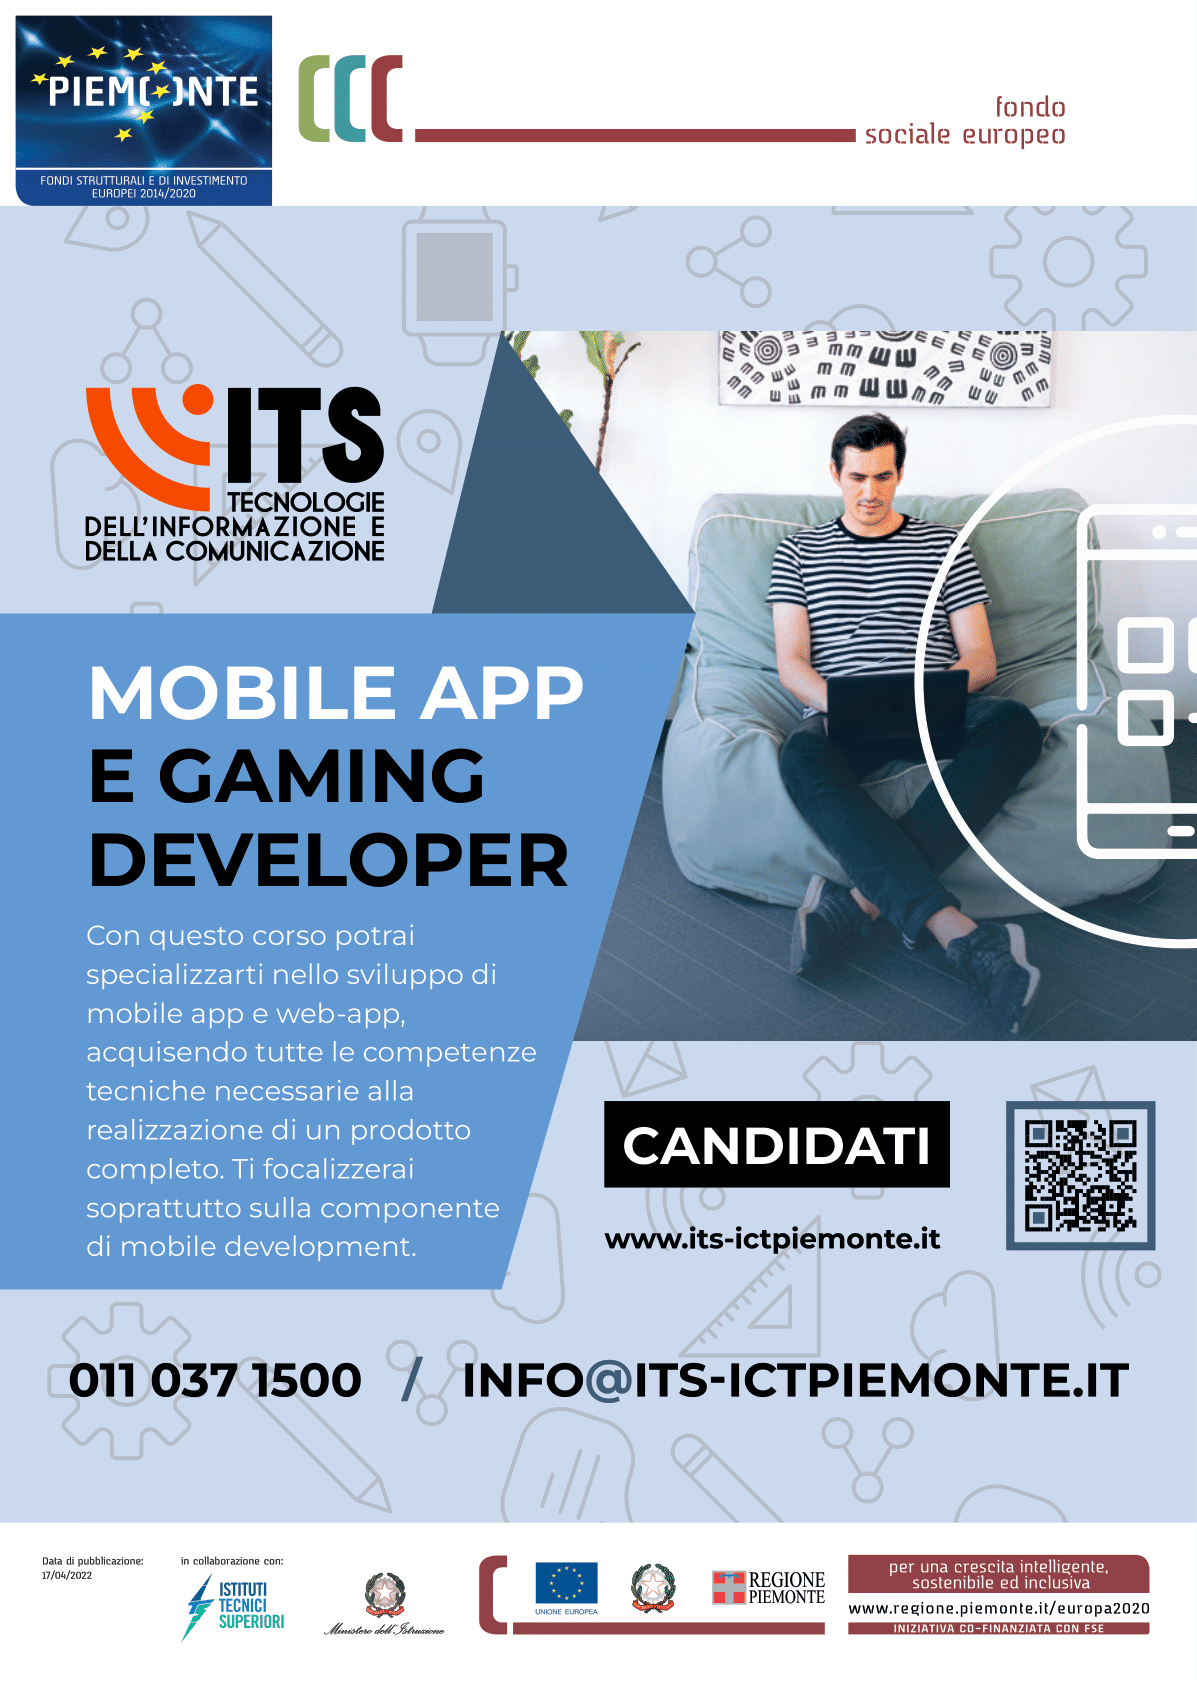 PIEMONTE
FONDI STRUTTURALI E DI INVESTIMENTO
EUROPEI 2014/2020
fondo
sociale europeo
ITS
TECNOLOGIE
DELL'INFORMAZIONE E
DELLA COMUNICAZIONE
MOBILE APP
E GAMING
DEVELOPER
Con questo corso potrai
specializzarti nello sviluppo di
mobile app e web-app,
acquisendo tutte le competenze
tecniche necessarie alla
realizzazione di un prodotto
completo. Ti focalizzerai
soprattutto sulla componente
di mobile development.
CANDIDATI
www.its-ictpiemonte.it
011 037 1500 / INFO@ITS-ICTPIEMONTE.IT
Data di pubblicazione:
17/04/2022
in collaborazione con:
ISTITUTI
TECNICI
SUPERIORI
Ministero dell'Istruzione
UNIONE EUROPEA
REGIONE
PIEMONTE
per una crescita intelligente,
sostenibile ed inclusiva
www.regione.piemonte.it/europa2020
INIZIATIVA CO-FINANZIATA CON FSE